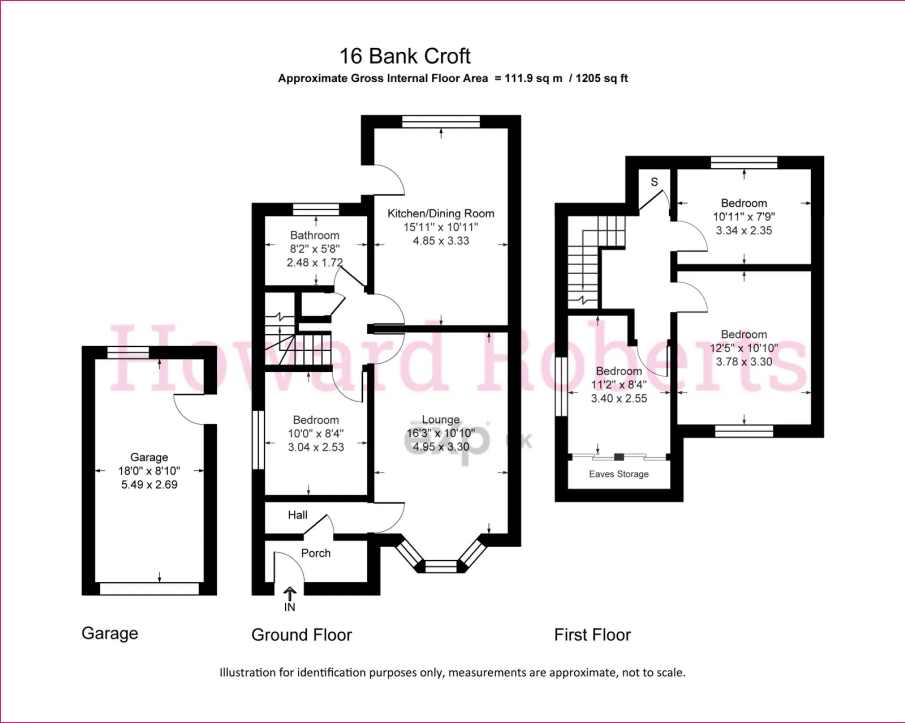 16 Bank Croft
Approximate Gross Internal Floor Area = 111.9 sq m / 1205 sq ft
Kitchen/Dining Room
15'11" x 10'11"
4.85 x 3.33
Bathroom
8'2" x 5'8"
2.48 x 1.72
S
Bedroom
10'11" x 7'9"
3.34 x 2.35
Howard Roberts
Bedroom
12'5" x 10'10"
3.78 x 3.30
Bedroom
11'2" x 8'4"
3.40 x 2.55
Bedroom
10'0" x 8'4"
3.04 x 2.53
Lounge
16'3" x 10'10"
4.95 x 3.30
exp UK
Garage
18'0" x 8'10"
5.49 x 2.69
Eaves Storage
Hall
Porch
IN
Garage
Ground Floor
First Floor
Illustration for identification purposes only, measurements are approximate, not to scale.